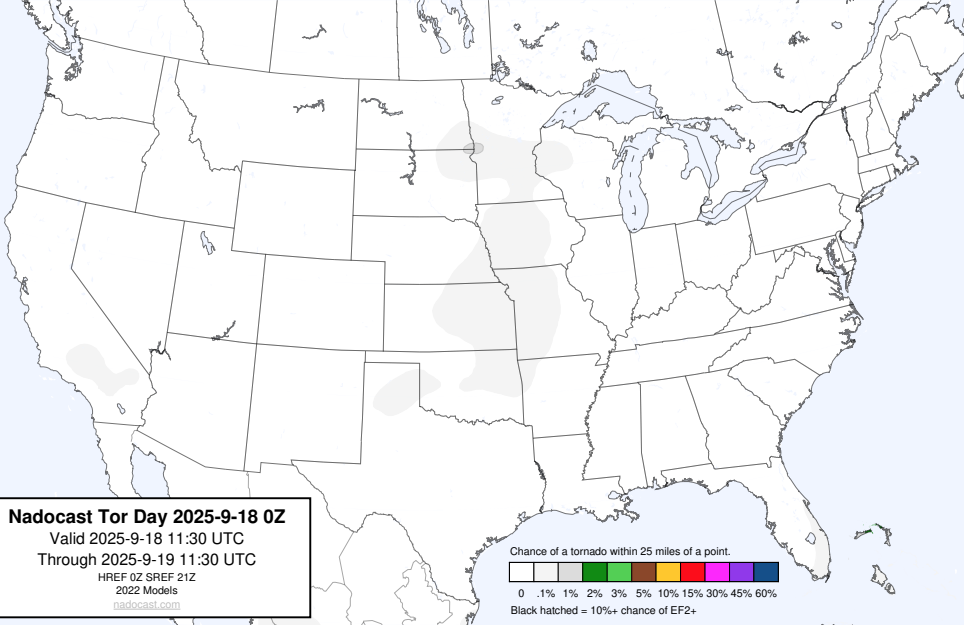 Nadocast Tor Day 2025-9-18 0Z
Valid 2025-9-18 11:30 UTC
Through 2025-9-19 11:30 UTC
HREF 0Z SREF 21Z
2022 Models
nadocast.com
Chance of a tornado within 25 miles of a point.
0 .1% 1% 2% 3% 5% 10% 15% 30% 45% 60%
Black hatched = 10%+ chance of EF2+